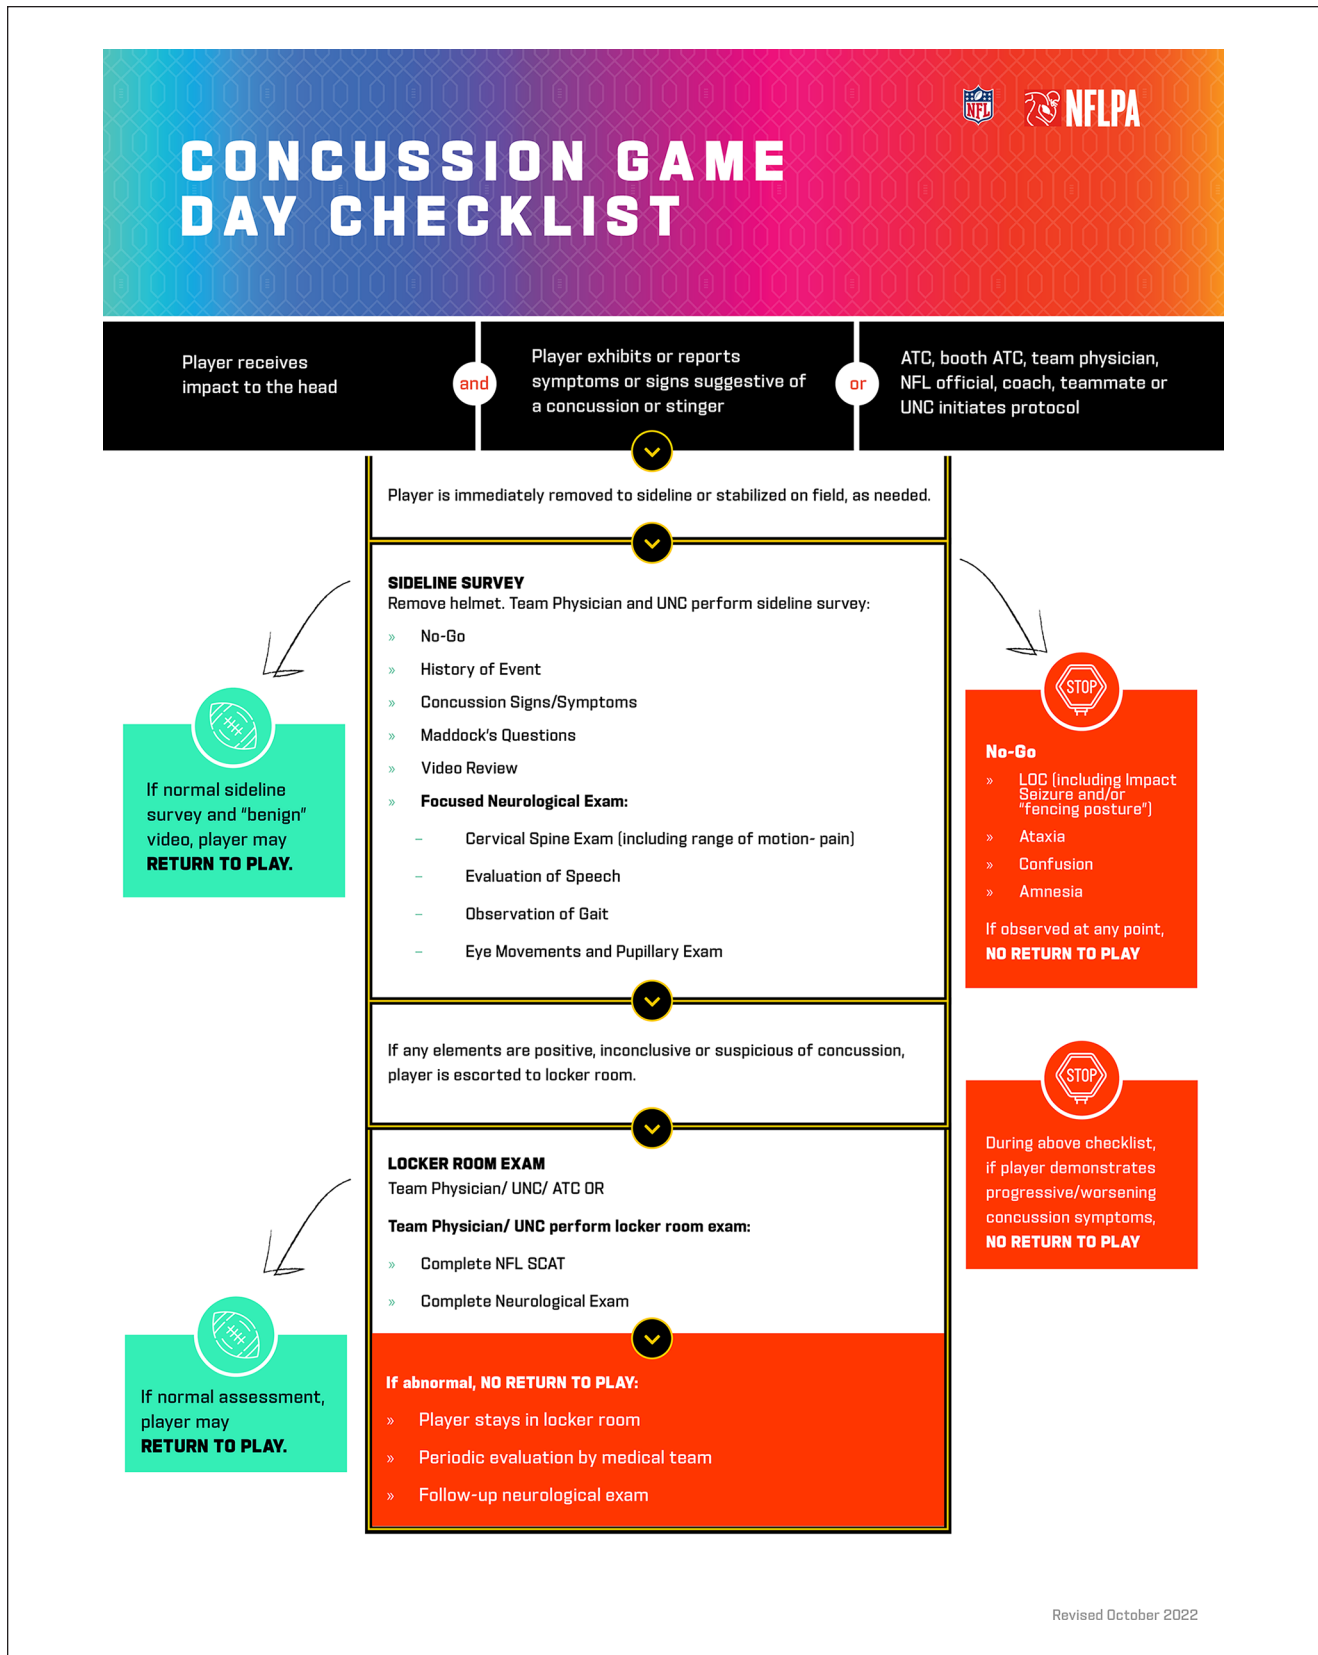 NFL
NFLPA
CONCUSSION GAME
DAY CHECKLIST
Player receives
impact to the head
and
Player exhibits or reports
symptoms or signs suggestive of
a concussion or stinger
or
ATC, booth ATC, team physician,
NFL official, coach, teammate or
UNC initiates protocol
Player is immediately removed to sideline or stabilized on field, as needed.
SIDELINE SURVEY
Remove helmet. Team Physician and UNC perform sideline survey:
» No-Go
» History of Event
» Concussion Signs/Symptoms
» Maddock's Questions
» Video Review
» Focused Neurological Exam:
– Cervical Spine Exam (including range of motion- pain)
– Evaluation of Speech
– Observation of Gait
– Eye Movements and Pupillary Exam
If normal sideline
survey and “benign”
video, player may
RETURN TO PLAY.
STOP
No-Go
» LOC (including Impact
Seizure and/or
“fencing posture”)
» Ataxia
» Confusion
» Amnesia
If observed at any point,
NO RETURN TO PLAY
If any elements are positive, inconclusive or suspicious of concussion,
player is escorted to locker room.
STOP
During above checklist,
if player demonstrates
progressive/worsening
concussion symptoms,
NO RETURN TO PLAY
LOCKER ROOM EXAM
Team Physician/ UNC/ ATC OR
Team Physician/ UNC perform locker room exam:
» Complete NFL SCAT
» Complete Neurological Exam
If normal assessment,
player may
RETURN TO PLAY.
If abnormal, NO RETURN TO PLAY:
» Player stays in locker room
» Periodic evaluation by medical team
» Follow-up neurological exam
Revised October 2022